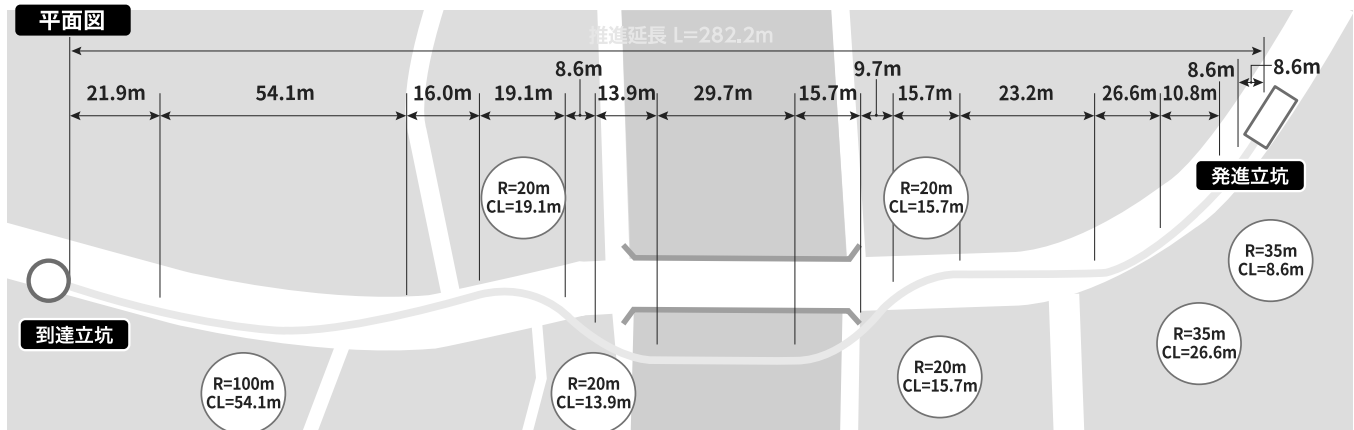 平面図
推進延長 L=282.2m
8.6m
9.7m
8.6m
8.6m
21.9m
54.1m
16.0m
19.1m
13.9m
29.7m
15.7m
15.7m
23.2m
26.6m
10.8m
発進立坑
R=20m
CL=19.1m
R=20m
CL=15.7m
R=35m
CL=8.6m
到達立坑
R=35m
CL=26.6m
R=100m
CL=54.1m
R=20m
CL=13.9m
R=20m
CL=15.7m